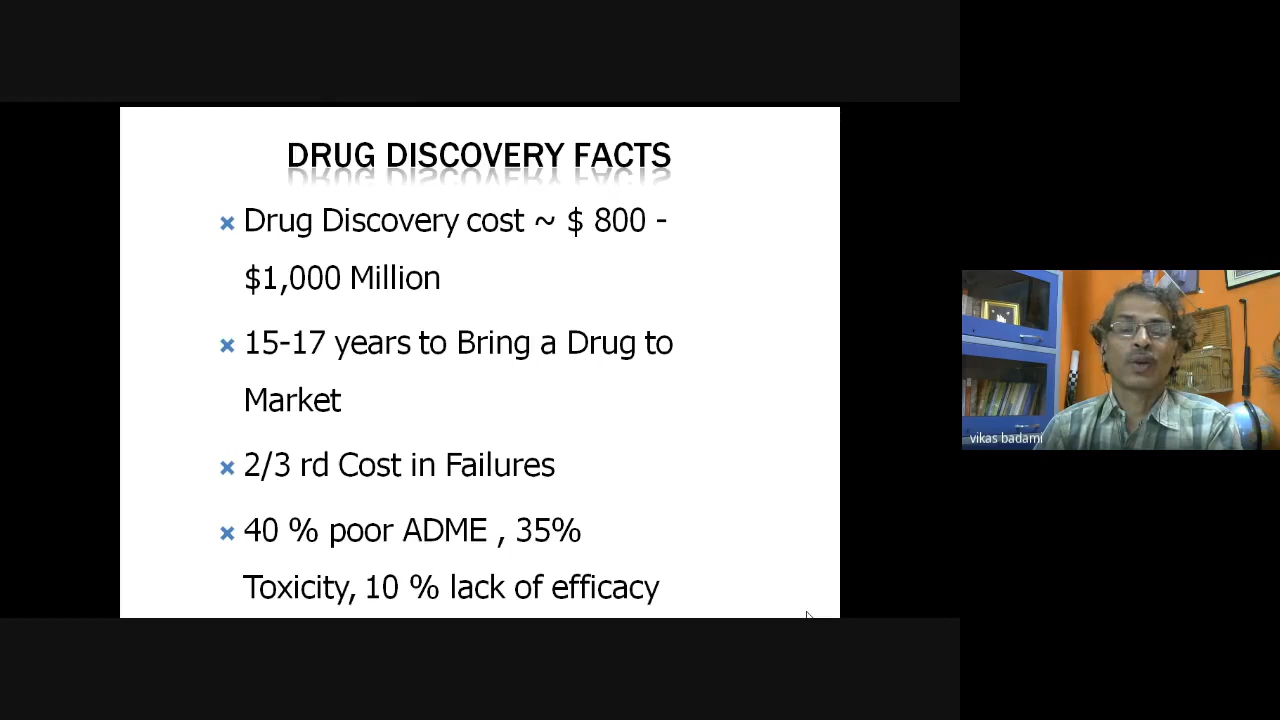 DRUG DISCOVERY FACTS
Drug Discovery cost ~ $ 800 -
$1,000 Million
15-17 years to Bring a Drug to
Market
2/3 rd Cost in Failures
40 % poor ADME , 35%
Toxicity, 10 % lack of efficacy
vikas badami